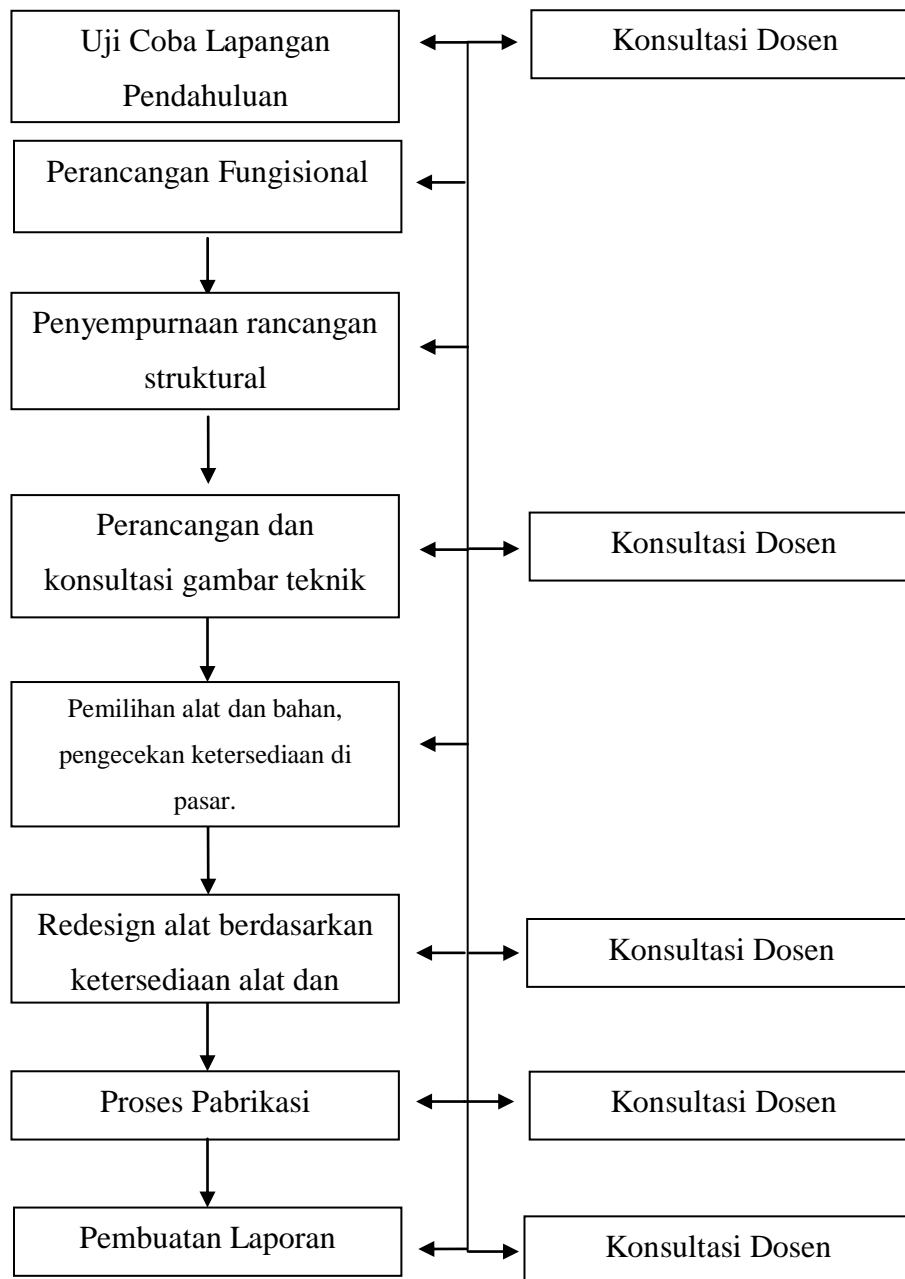 Uji Coba Lapangan
Pendahuluan
Konsultasi Dosen
Perancangan Fungisional
Penyempurnaan rancangan
struktural
Perancangan dan
konsultasi gambar teknik
Konsultasi Dosen
Pemilihan alat dan bahan,
pengecekan ketersediaan di
pasar.
Redesign alat berdasarkan
ketersediaan alat dan
Konsultasi Dosen
Proses Pabrikasi
Konsultasi Dosen
Pembuatan Laporan
Konsultasi Dosen